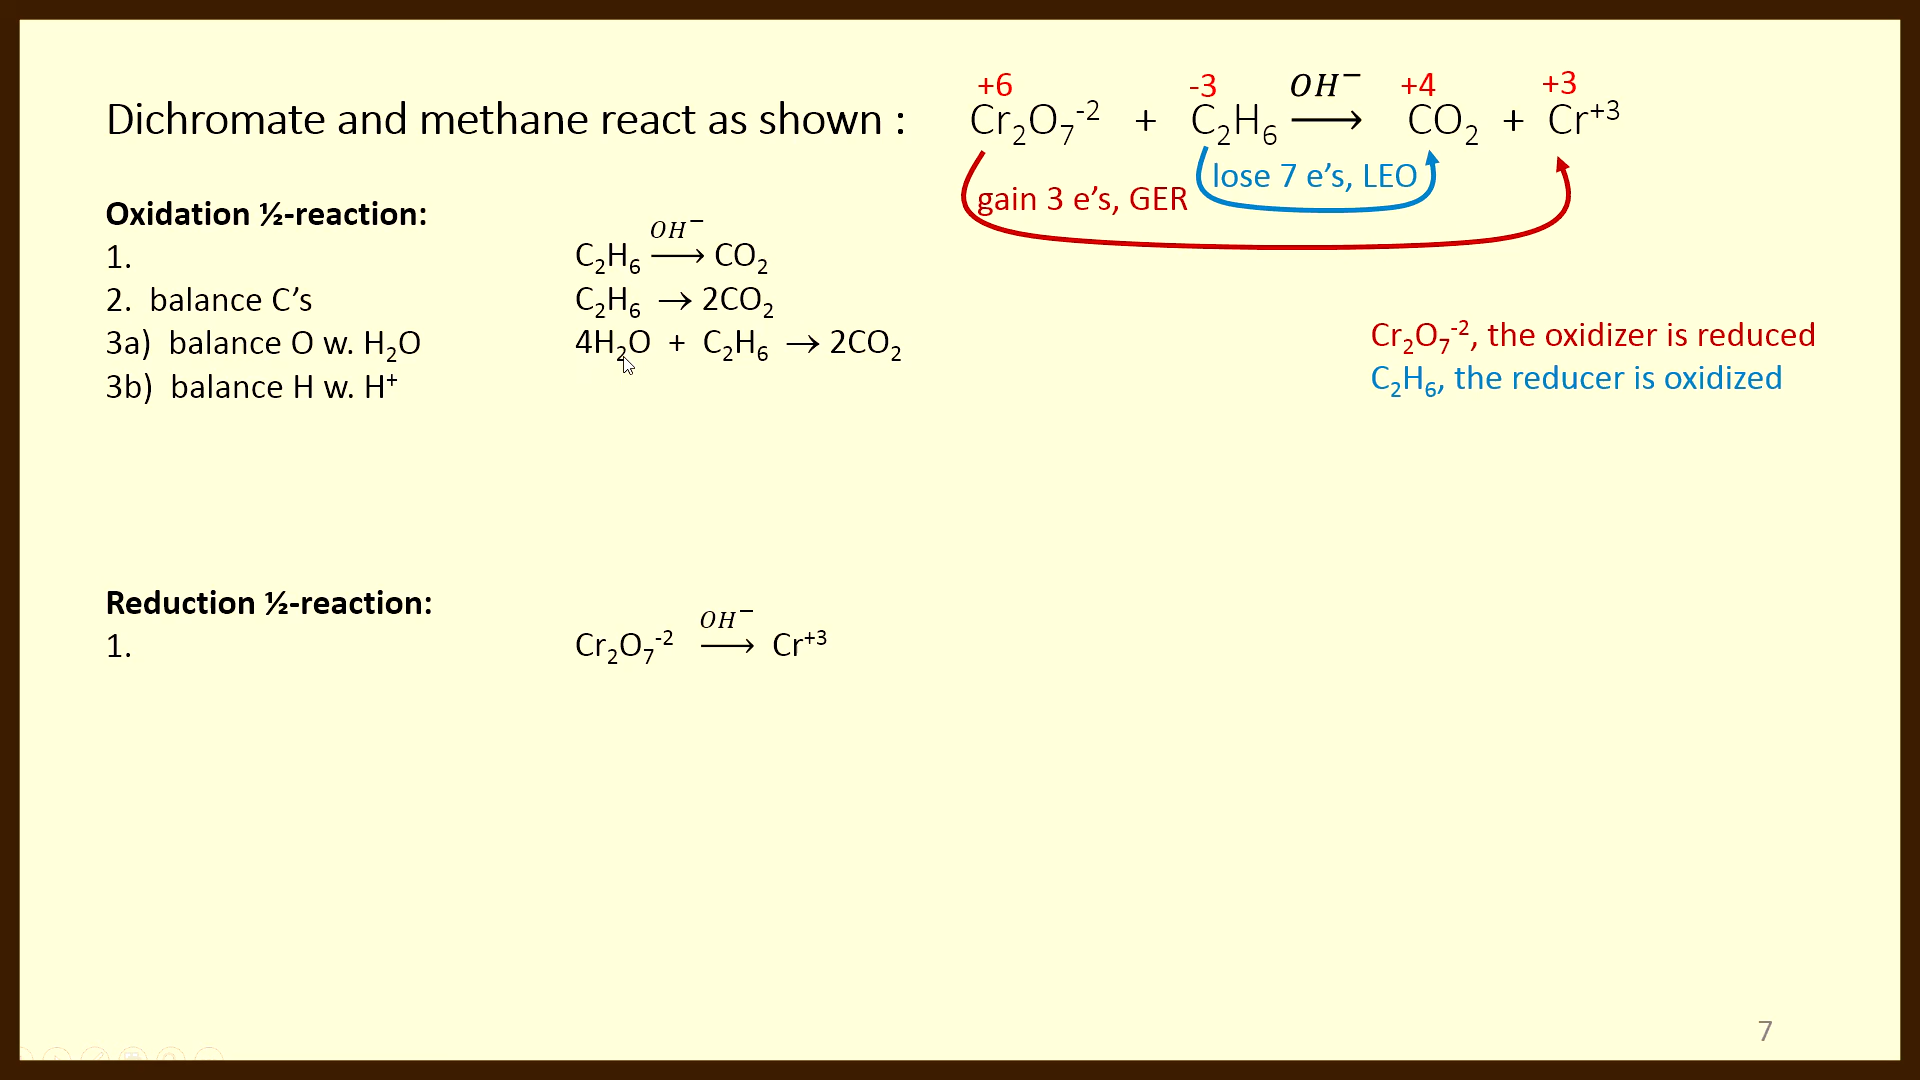 Dichromate and methane react as shown :
+6 -3 OH⁻ +4 +3
Cr₂O₇⁻² + C₂H₆ ⟶ CO₂ + Cr⁺³
lose 7 e’s, LEO
gain 3 e’s, GER
Oxidation ½-reaction:
OH⁻
1. C₂H₆ ⟶ CO₂
2. balance C’s C₂H₆ → 2CO₂
3a) balance O w. H₂O 4H₂O + C₂H₆ → 2CO₂
3b) balance H w. H⁺
Cr₂O₇⁻², the oxidizer is reduced
C₂H₆, the reducer is oxidized
Reduction ½-reaction:
OH⁻
1. Cr₂O₇⁻² ⟶ Cr⁺³
7